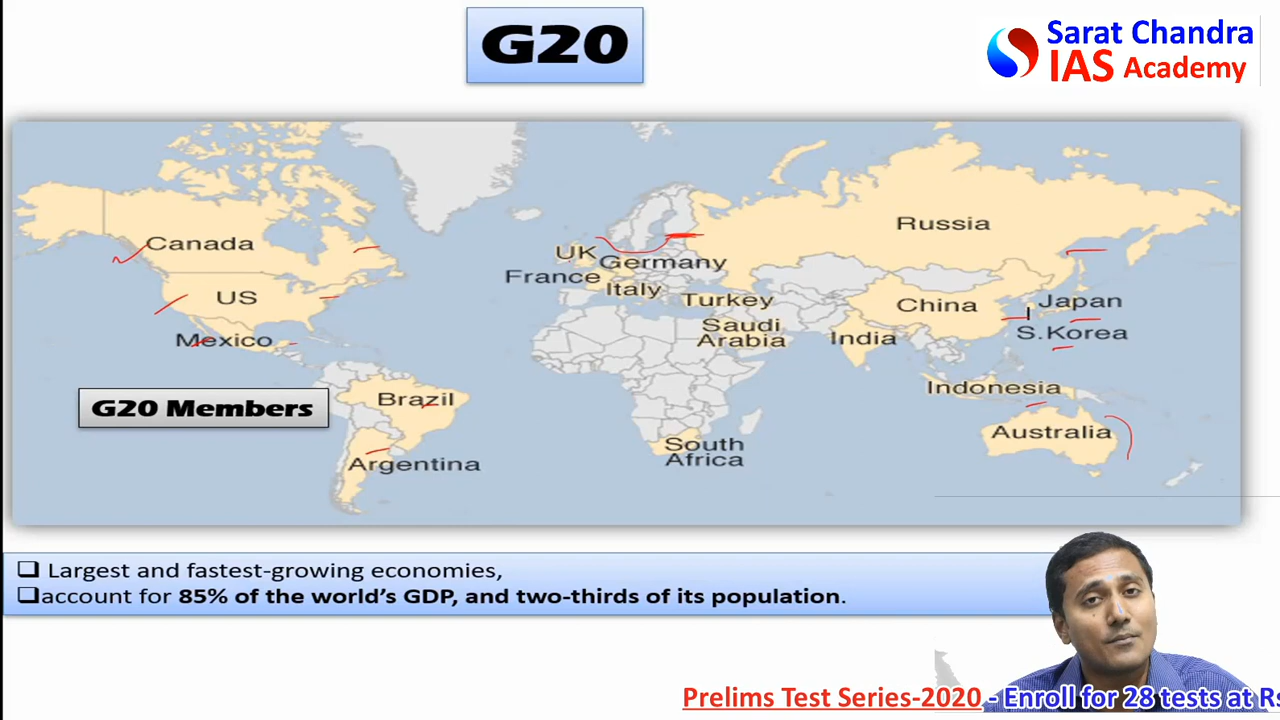 G20
Sarat Chandra
IAS Academy
Canada
US
Mexico
Brazil
Argentina
UK
France
Germany
Italy
Turkey
Saudi
Arabia
South
Africa
Russia
China
India
Japan
S.Korea
Indonesia
Australia
G20 Members
Largest and fastest-growing economies,
account for 85% of the world's GDP, and two-thirds of its population.
Prelims Test Series-2020 - Enroll for 28 tests at Rs